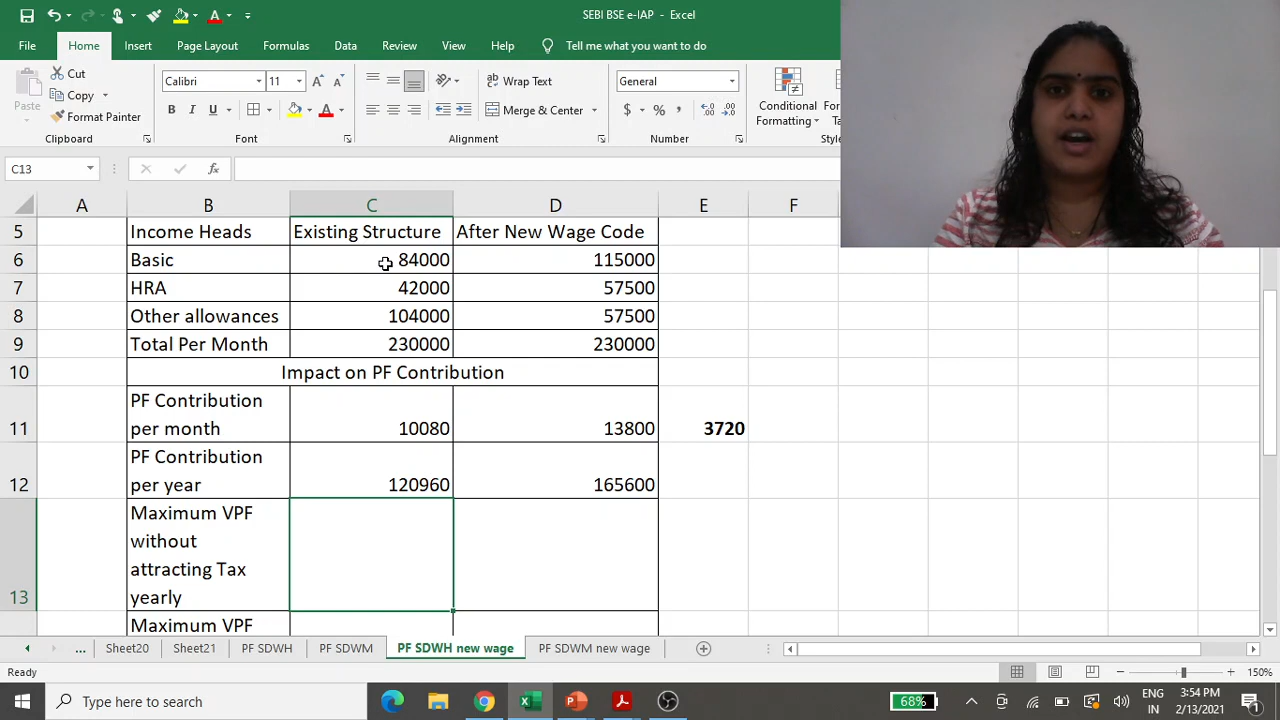 SEBI BSE e-IAP - Excel
File Home Insert Page Layout Formulas Data Review View Help Tell me what you want to do
Paste
Cut
Copy
Format Painter
Calibri 11
B I U
Wrap Text
Merge & Center
General
$ % ,
Conditional
Formatting
Clipboard Font Alignment Number
C13
fx
A B C D E F
5 Income Heads Existing Structure After New Wage Code
6 Basic 84000 115000
7 HRA 42000 57500
8 Other allowances 104000 57500
9 Total Per Month 230000 230000
10 Impact on PF Contribution
PF Contribution
11 per month 10080 13800 3720
PF Contribution
12 per year 120960 165600
Maximum VPF
without
attracting Tax
13 yearly
Maximum VPF
... Sheet20 Sheet21 PF SDWH PF SDWM PF SDWH new wage PF SDWM new wage
Ready
150%
Type here to search
68%
ENG
IN
3:54 PM
2/13/2021
1